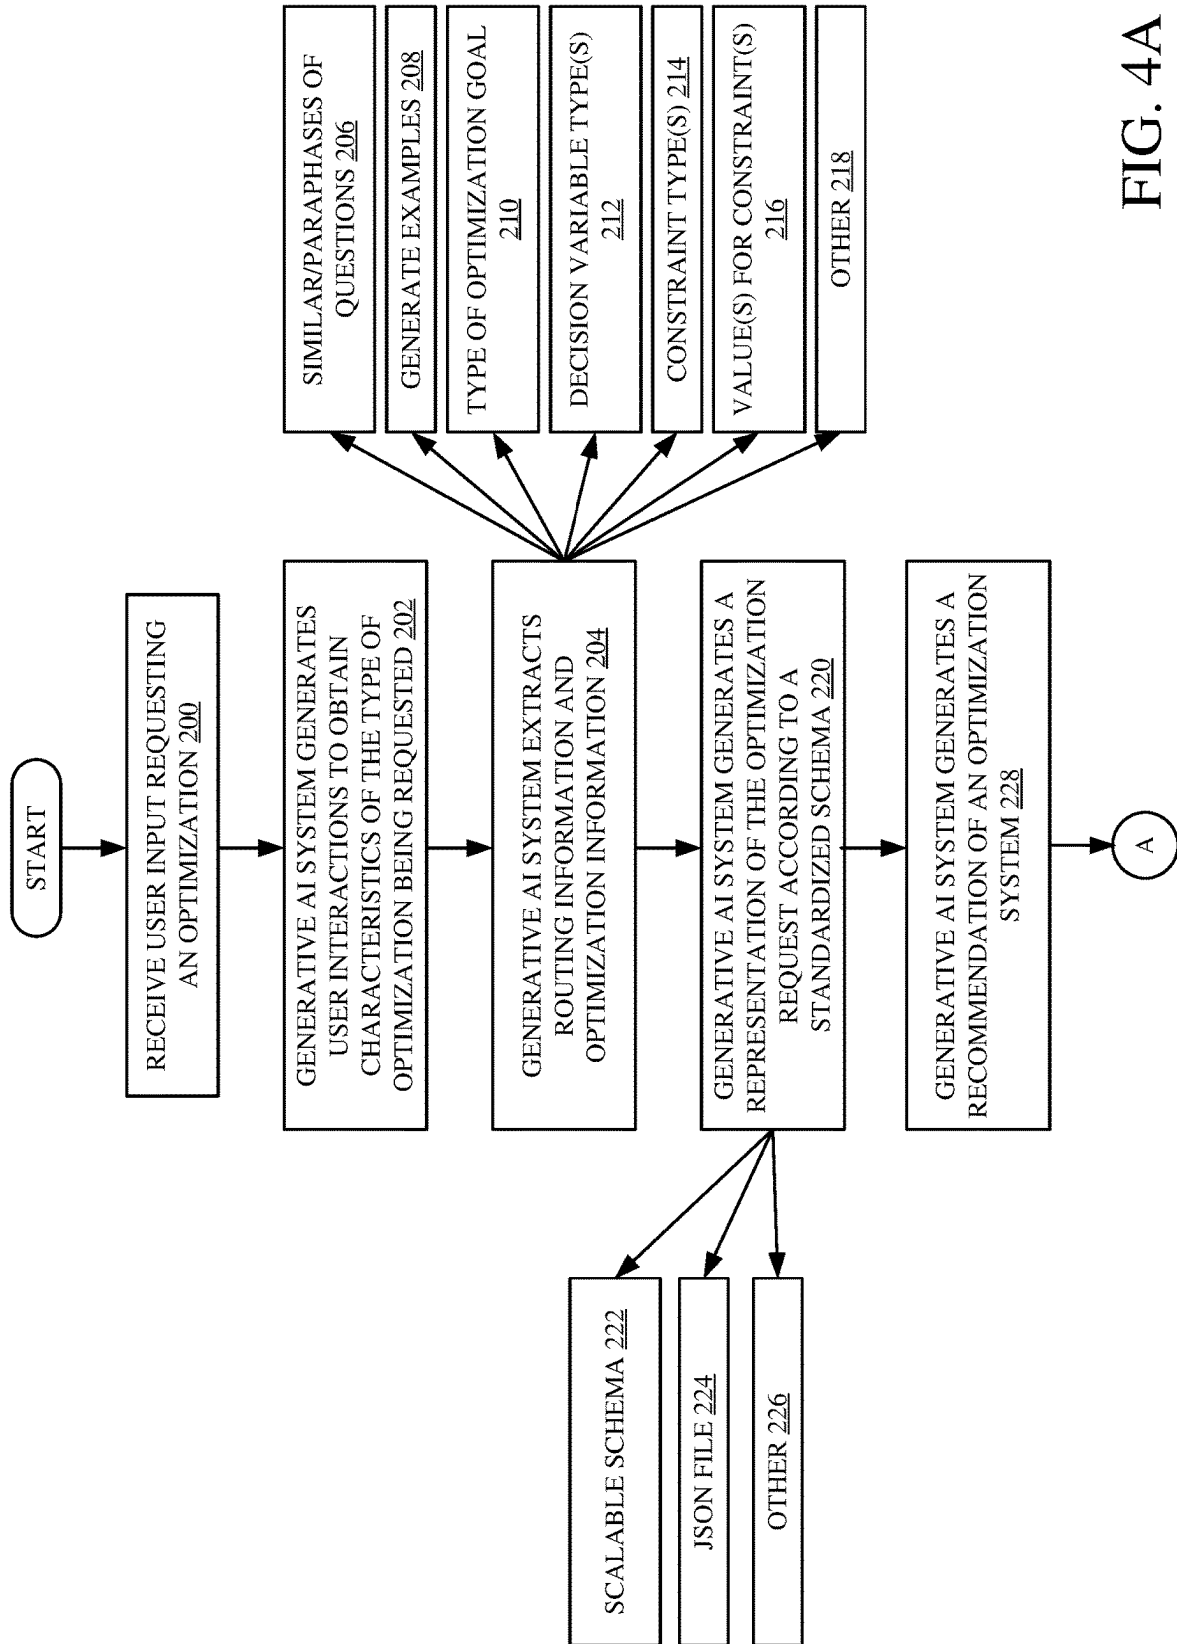 START
RECEIVE USER INPUT REQUESTING
AN OPTIMIZATION 200
GENERATIVE AI SYSTEM GENERATES
USER INTERACTIONS TO OBTAIN
CHARACTERISTICS OF THE TYPE OF
OPTIMIZATION BEING REQUESTED 202
GENERATIVE AI SYSTEM EXTRACTS
ROUTING INFORMATION AND
OPTIMIZATION INFORMATION 204
SIMILAR/PARAPHASES OF
QUESTIONS 206
GENERATE EXAMPLES 208
TYPE OF OPTIMIZATION GOAL
210
DECISION VARIABLE TYPE(S)
212
CONSTRAINT TYPE(S) 214
VALUE(S) FOR CONSTRAINT(S)
216
OTHER 218
GENERATIVE AI SYSTEM GENERATES A
REPRESENTATION OF THE OPTIMIZATION
REQUEST ACCORDING TO A
STANDARDIZED SCHEMA 220
SCALABLE SCHEMA 222
JSON FILE 224
OTHER 226
GENERATIVE AI SYSTEM GENERATES A
RECOMMENDATION OF AN OPTIMIZATION
SYSTEM 228
A
FIG. 4A